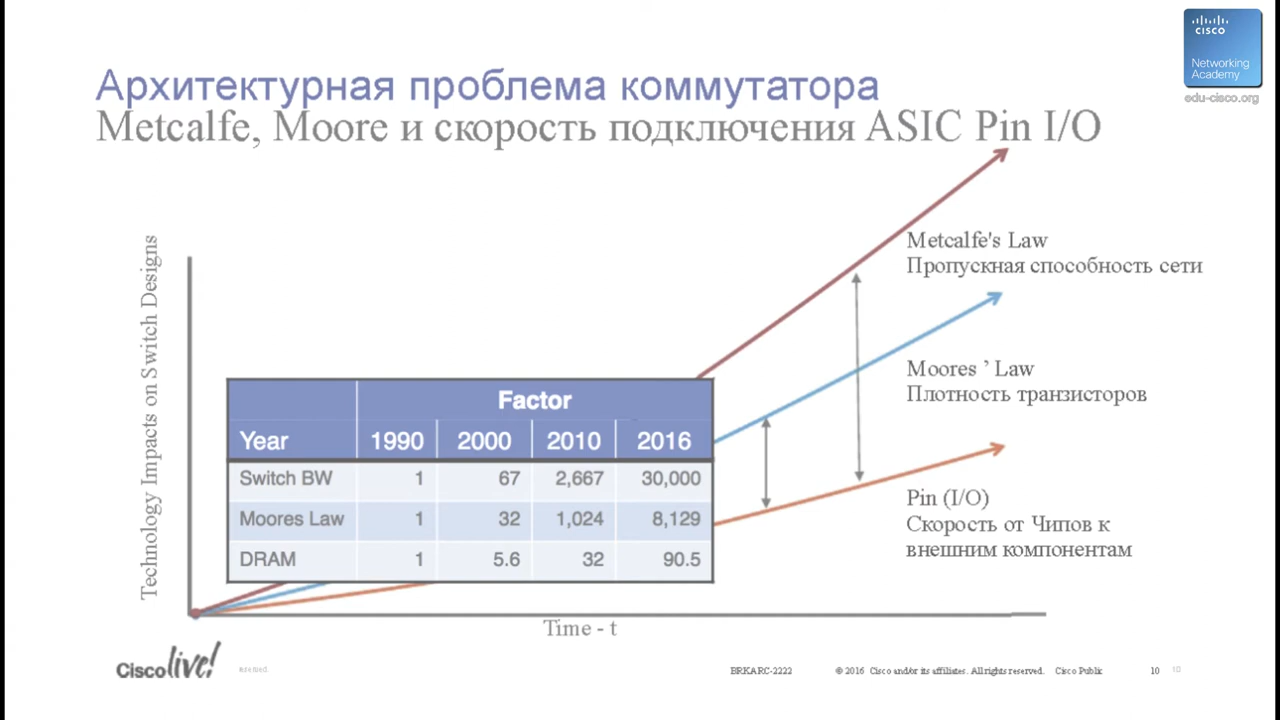 cisco
Networking
Academy
edu-cisco.org
Архитектурная проблема коммутатора
Metcalfe, Moore и скорость подключения ASIC Pin I/O
Technology Impacts on Switch Designs
Metcalfe's Law
Пропускная способность сети
Moores ’ Law
Плотность транзисторов
Pin (I/O)
Скорость от Чипов к
внешним компонентам
Factor
Year 1990 2000 2010 2016
Switch BW 1 67 2,667 30,000
Moores Law 1 32 1,024 8,129
DRAM 1 5.6 32 90.5
Time - t
Cisco live!
BRKARC-2222 © 2016 Cisco and/or its affiliates. All rights reserved. Cisco Public 10 10